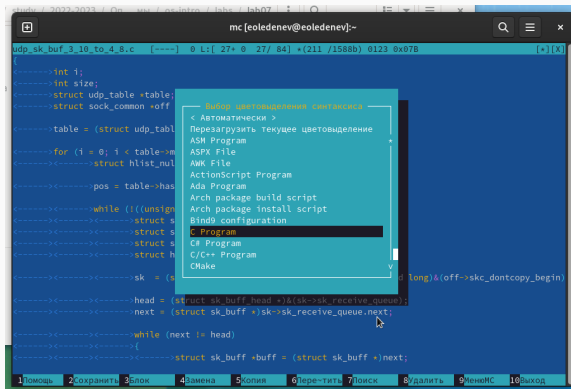 study / 2022-2023 / Оп
os-intro / labs / lab07
mc [eoledenev@eoledenev]:~
udp_sk_buf_3_10_to_4_8.c [----] 0 L:[ 27+ 0 27/ 84] *(211 /1588b) 0123 0x07B [*][X]
{
<------>int i;
<------>int size;
<------>struct udp_table *table;
<------>struct sock_common *off
<------>table = (struct udp_tabl
<------>for (i = 0; i < table->m
<------><------>struct hlist_nul
<------><------>pos = table->has
<------><------>while (!((unsign
<------><------><------>struct s
<------><------><------>struct s
<------><------><------>struct s
<------><------><------>struct h
<------><------><------>sk = (s
long)&(off->skc_dontcopy_begin)
<------><------><------>head = (struct sk_buff_head *)&(sk->sk_receive_queue);
<------><------><------>next = (struct sk_buff *)sk->sk_receive_queue.next;
<------><------><------>while (next != head)
<------><------><------>{
<------><------><------><------>struct sk_buff *buff = (struct sk_buff *)next;
Выбор цветовыделения синтаксиса
< Автоматически >
Перезагрузить текущее цветовыделение
ASM Program
ASPX File
AWK File
ActionScript Program
Ada Program
Arch package build script
Arch package install script
Bind9 configuration
C Program
C# Program
C/C++ Program
CMake
1Помощь 2Сохранить 3Блок 4Замена 5Копия 6Пере~тить 7Поиск 8Удалить 9МенюМС 10Выход